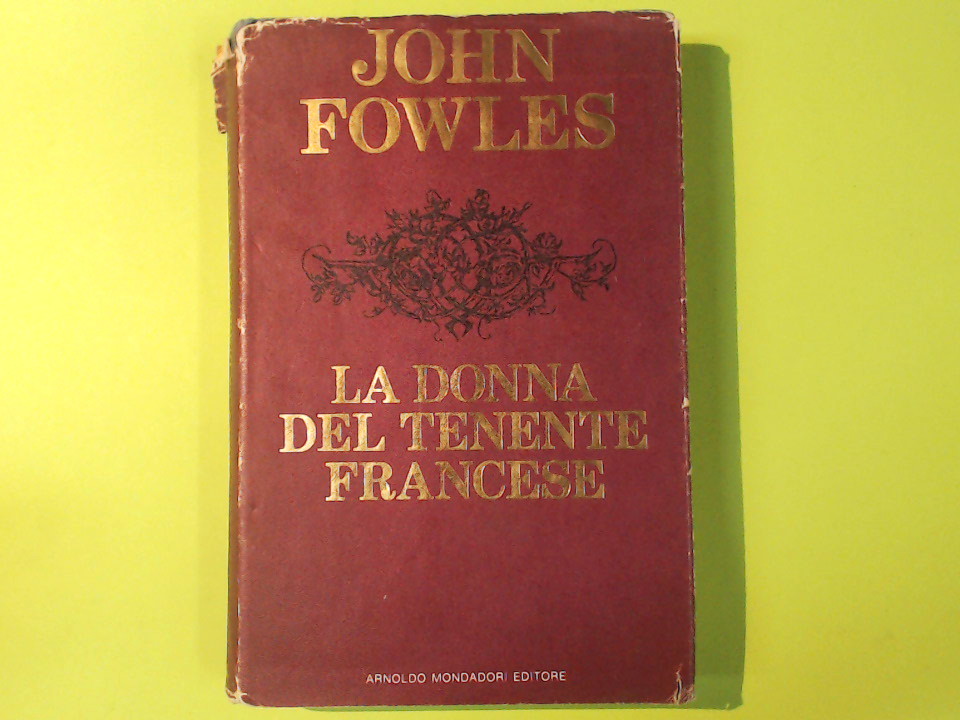 JOHN
FOWLES
LA DONNA
DEL TENENTE
FRANCESE
ARNOLDO MONDADORI EDITORE